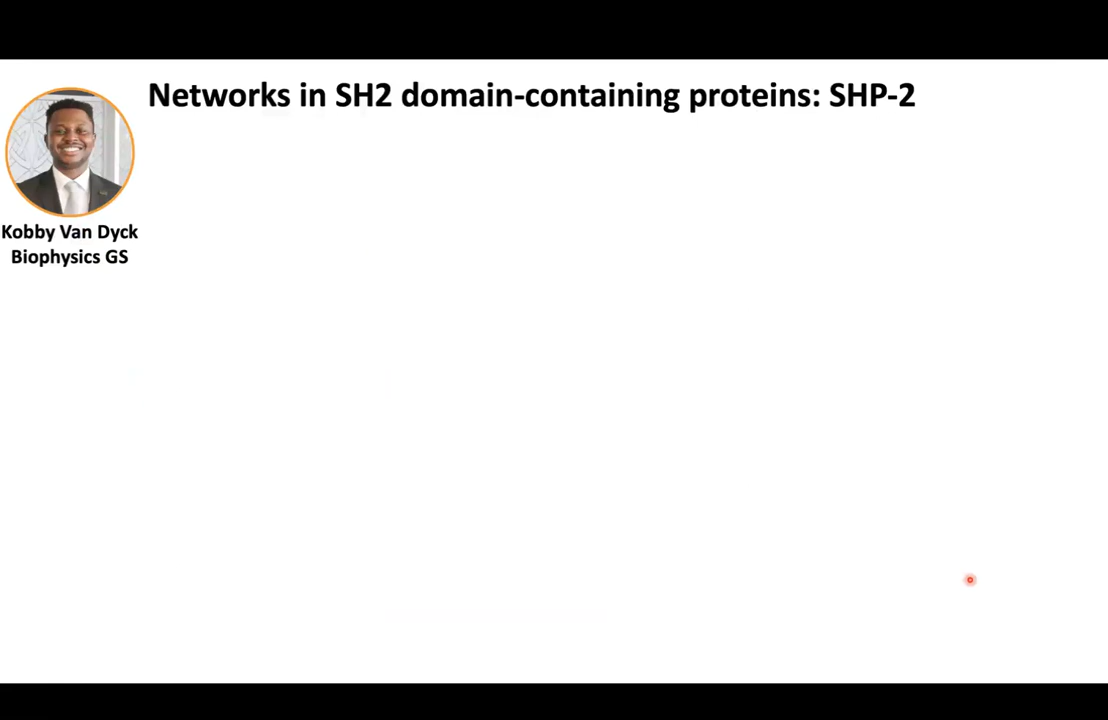 Networks in SH2 domain-containing proteins: SHP-2
Kobby Van Dyck
Biophysics GS